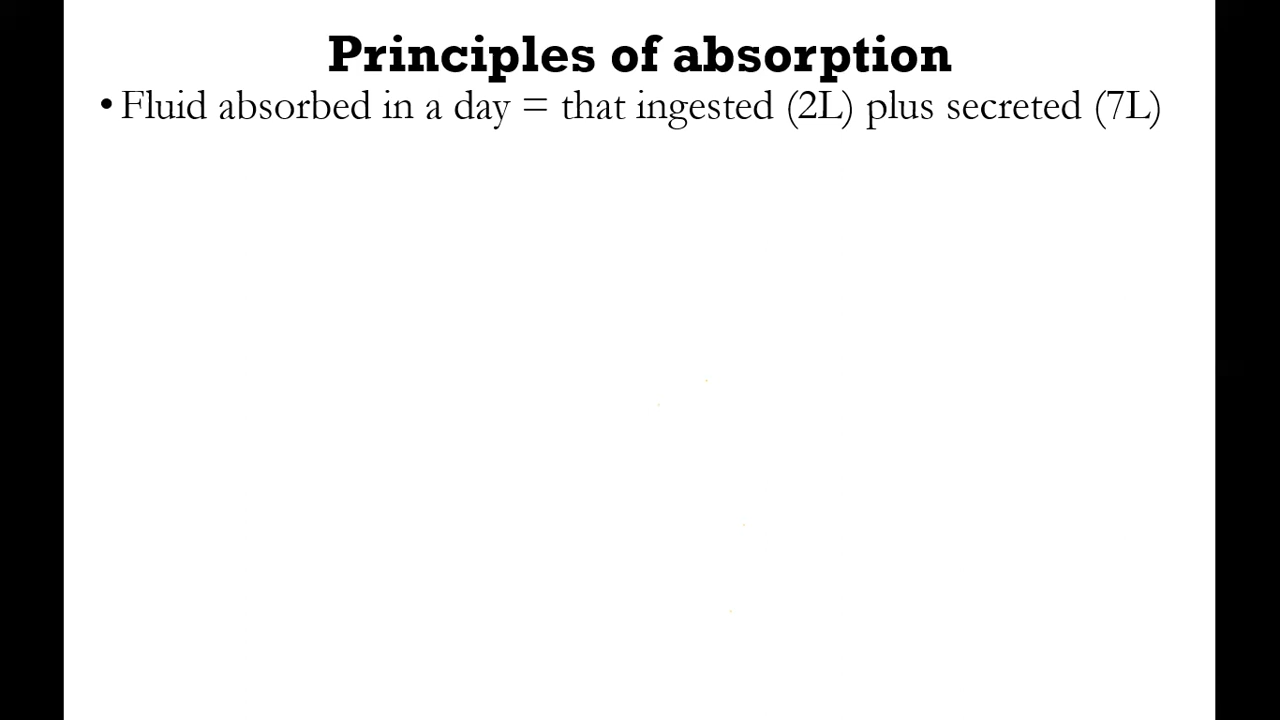 Principles of absorption
• Fluid absorbed in a day = that ingested (2L) plus secreted (7L)